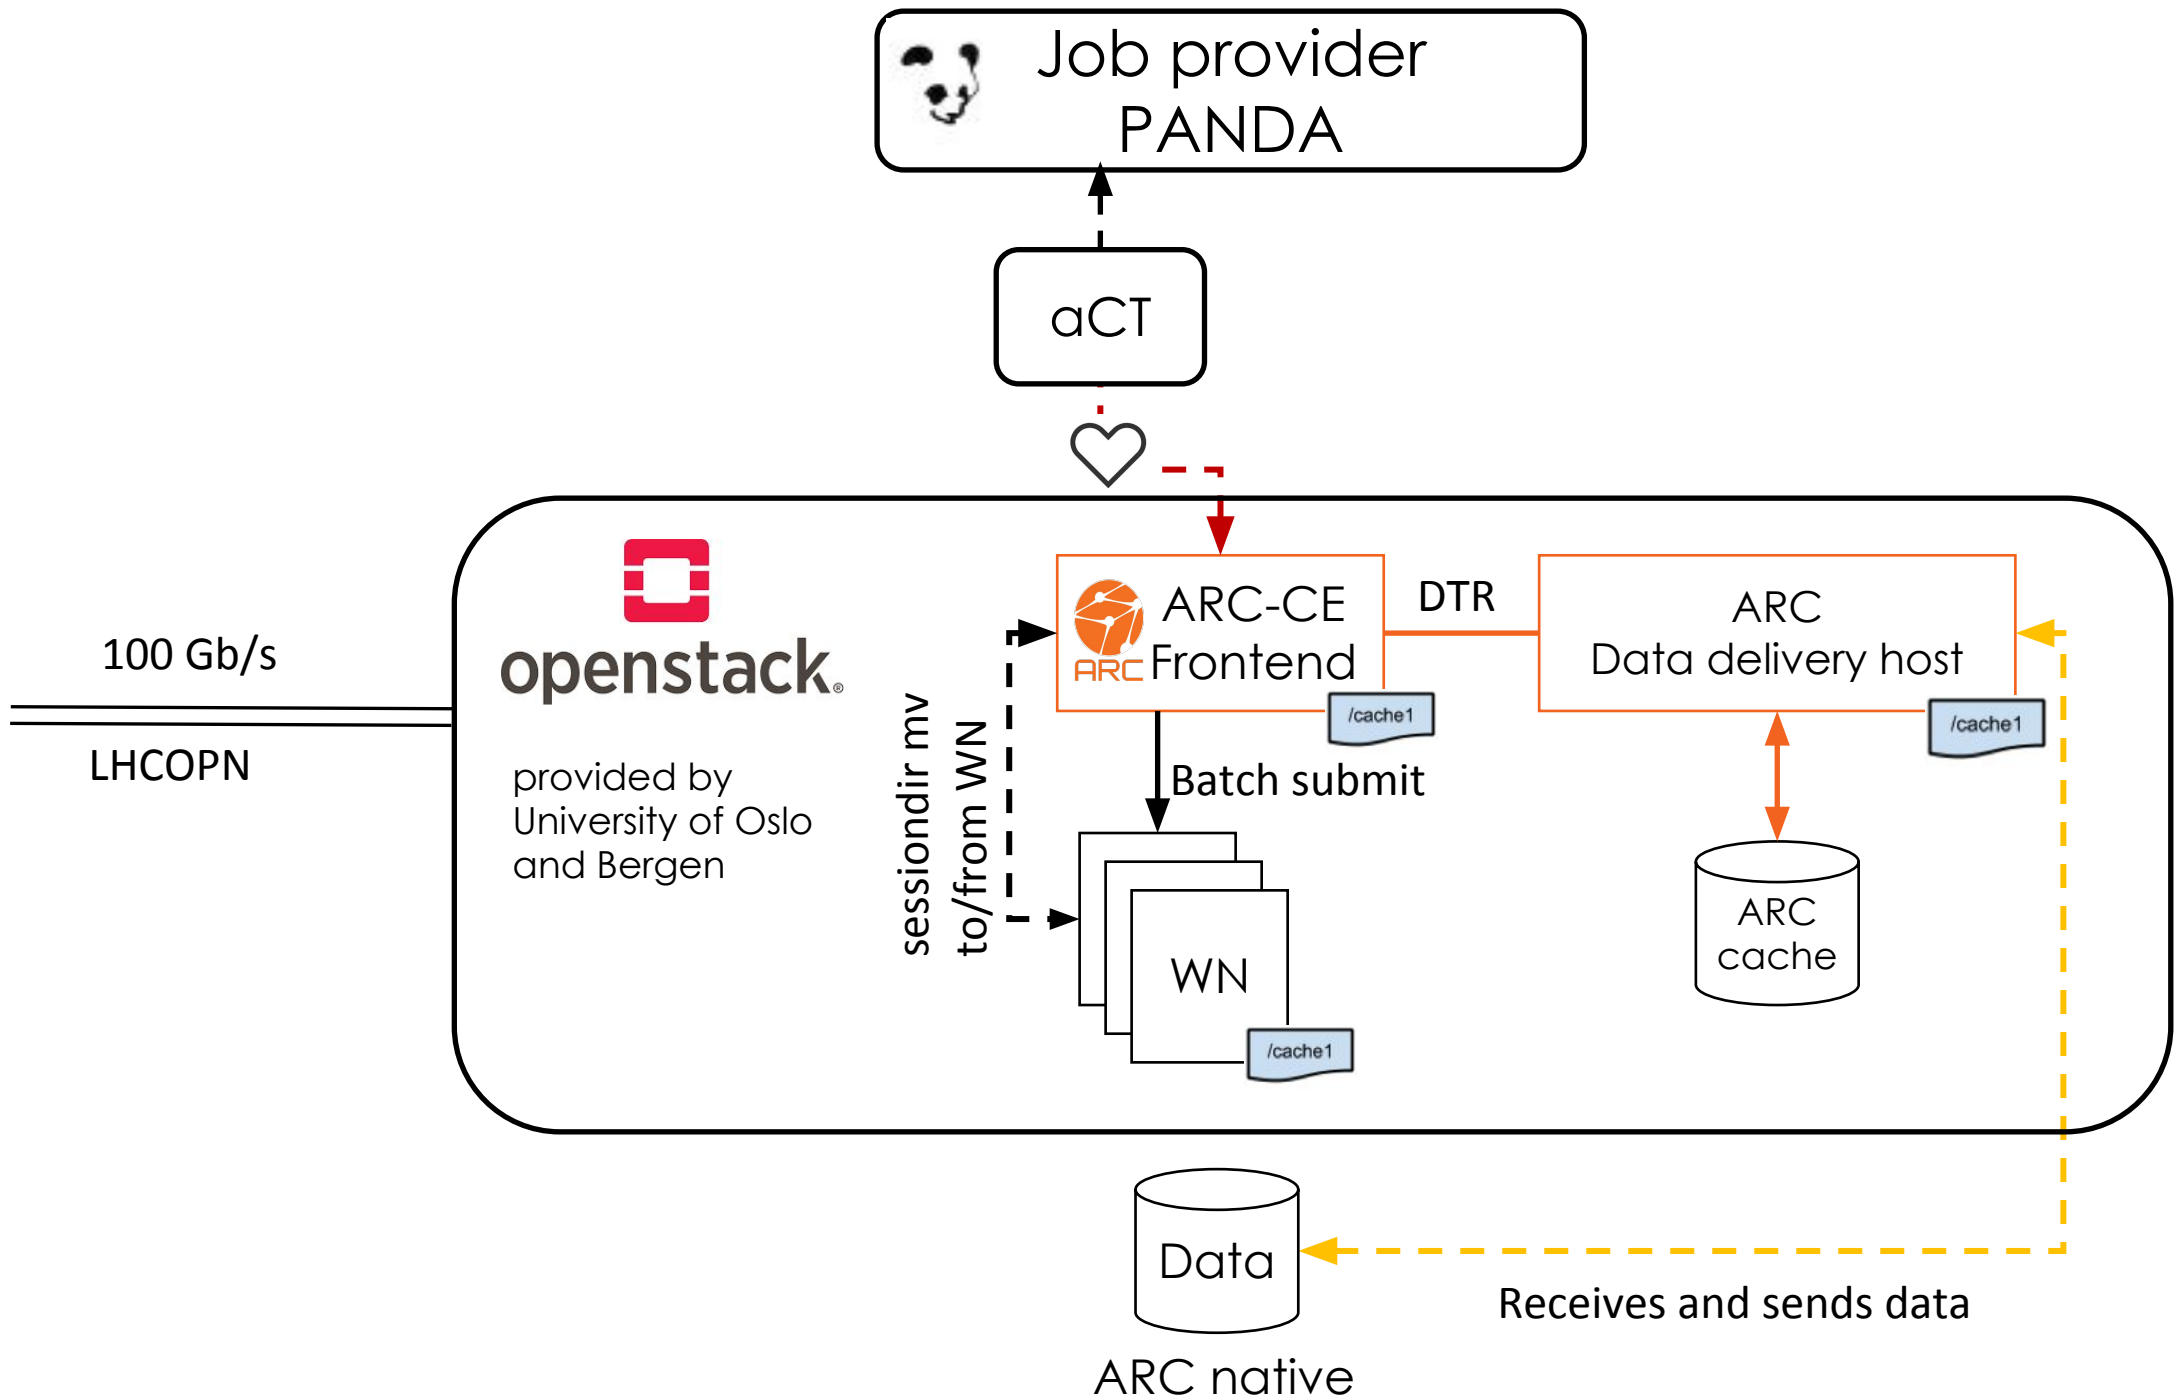 Job provider
PANDA
aCT
100 Gb/s
LHCOPN
openstack®
provided by
University of Oslo
and Bergen
sessiondir mv
to/from WN
ARC
ARC-CE
Frontend
/cache1
DTR
ARC
Data delivery host
/cache1
Batch submit
WN
/cache1
ARC
cache
Data
Receives and sends data
ARC native